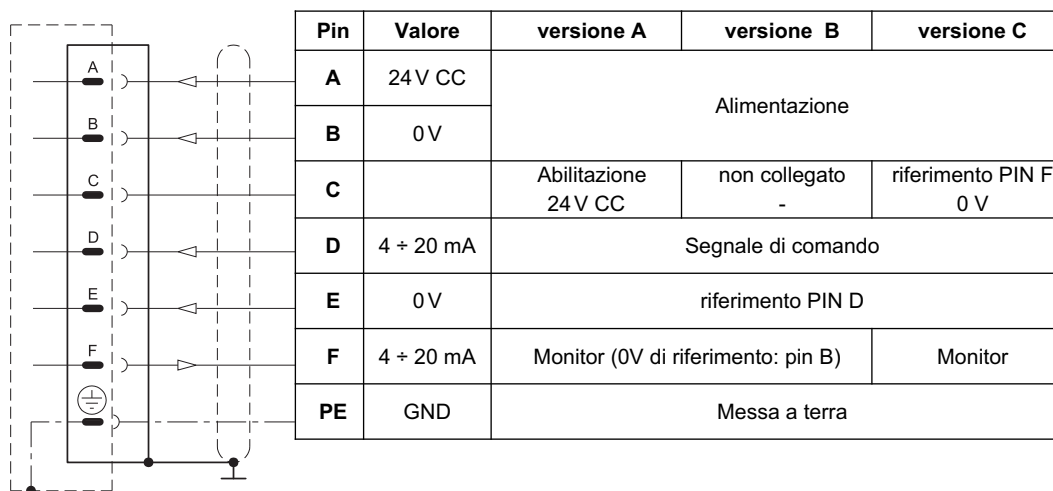 A
B
C
D
E
F
Pin Valore versione A versione B versione C
A 24 V CC Alimentazione
B 0 V
C Abilitazione 24 V CC non collegato - riferimento PIN F 0 V
D 4 ÷ 20 mA Segnale di comando
E 0 V riferimento PIN D
F 4 ÷ 20 mA Monitor (0V di riferimento: pin B) Monitor
PE GND Messa a terra